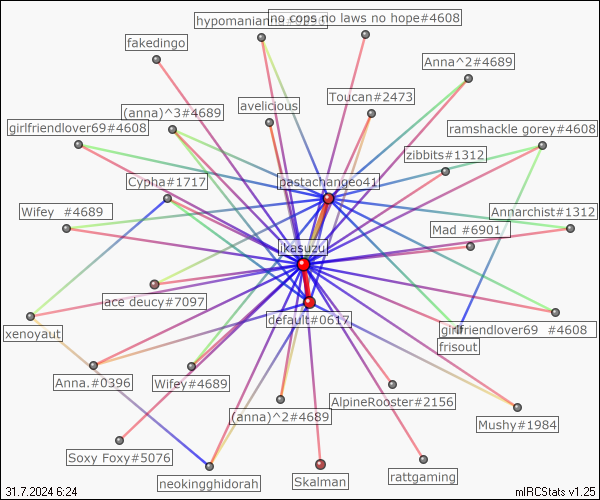 hypomaniann
no cops no laws no hope#4608
fakedingo
Anna^2#4689
Toucan#2473
avelicious
(anna)^3#4689
girlfriendlover69#4608
ramshackle gorey#4608
zibbits#1312
Cypha#1717
pastachangeo41
Wifey  #4689
Annarchist#1312
Mad #6901
ikasuzu
ace deucy#7097
default#0617
xenoyaut
girlfriendlover69  #4608
frisout
Anna.#0396
Wifey#4689
AlpineRooster#2156
(anna)^2#4689
Mushy#1984
Soxy Foxy#5076
neokingghidorah
Skalman
rattgaming
31.7.2024 6:24
mIRCStats v1.25